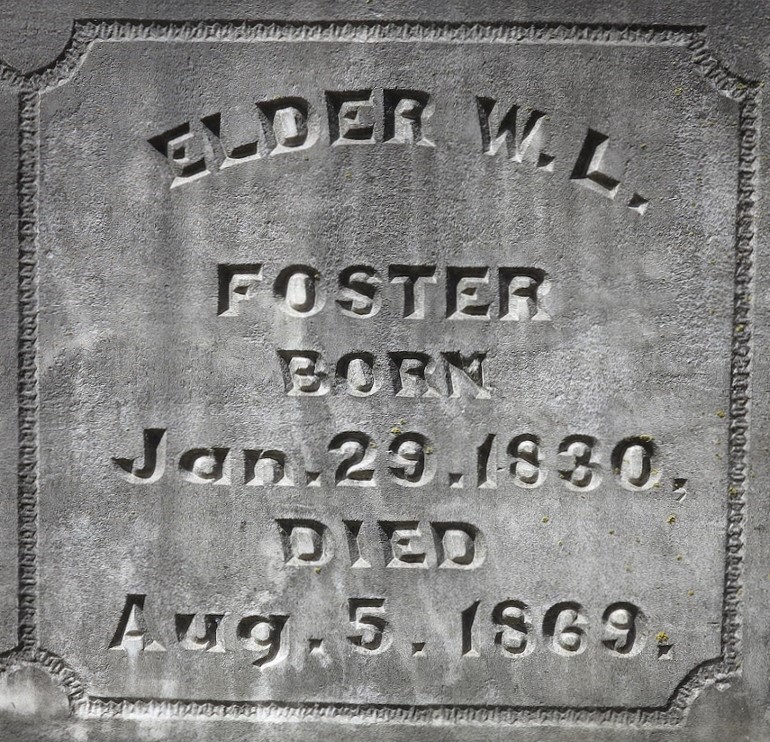 ELDER W. L.
FOSTER
BORN
Jan. 29. 1830,
DIED
Aug. 5. 1869.